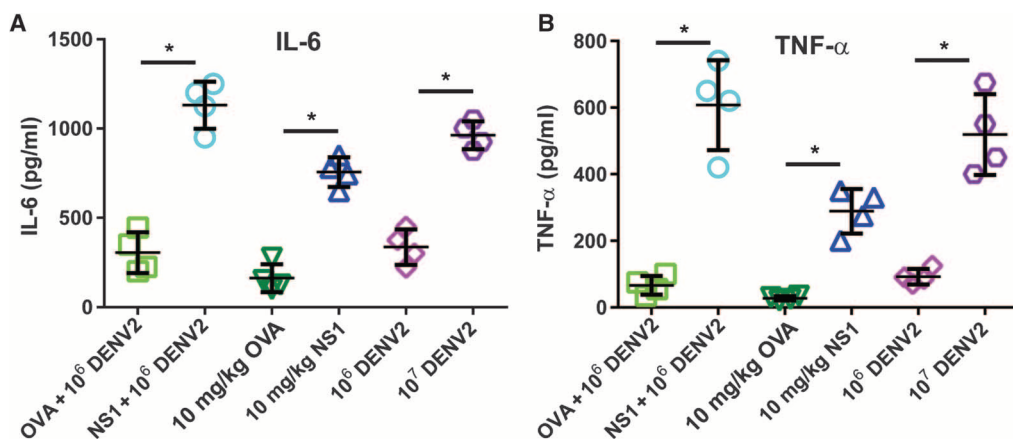 A
IL-6
IL-6 (pg/ml)
1500
1000
500
0
*
*
*
OVA + 10⁶ DENV2
NS1 + 10⁶ DENV2
10 mg/kg OVA
10 mg/kg NS1
10⁶ DENV2
10⁷ DENV2
B
TNF-α
TNF-α (pg/ml)
800
600
400
200
0
*
*
*
OVA + 10⁶ DENV2
NS1 + 10⁶ DENV2
10 mg/kg OVA
10 mg/kg NS1
10⁶ DENV2
10⁷ DENV2